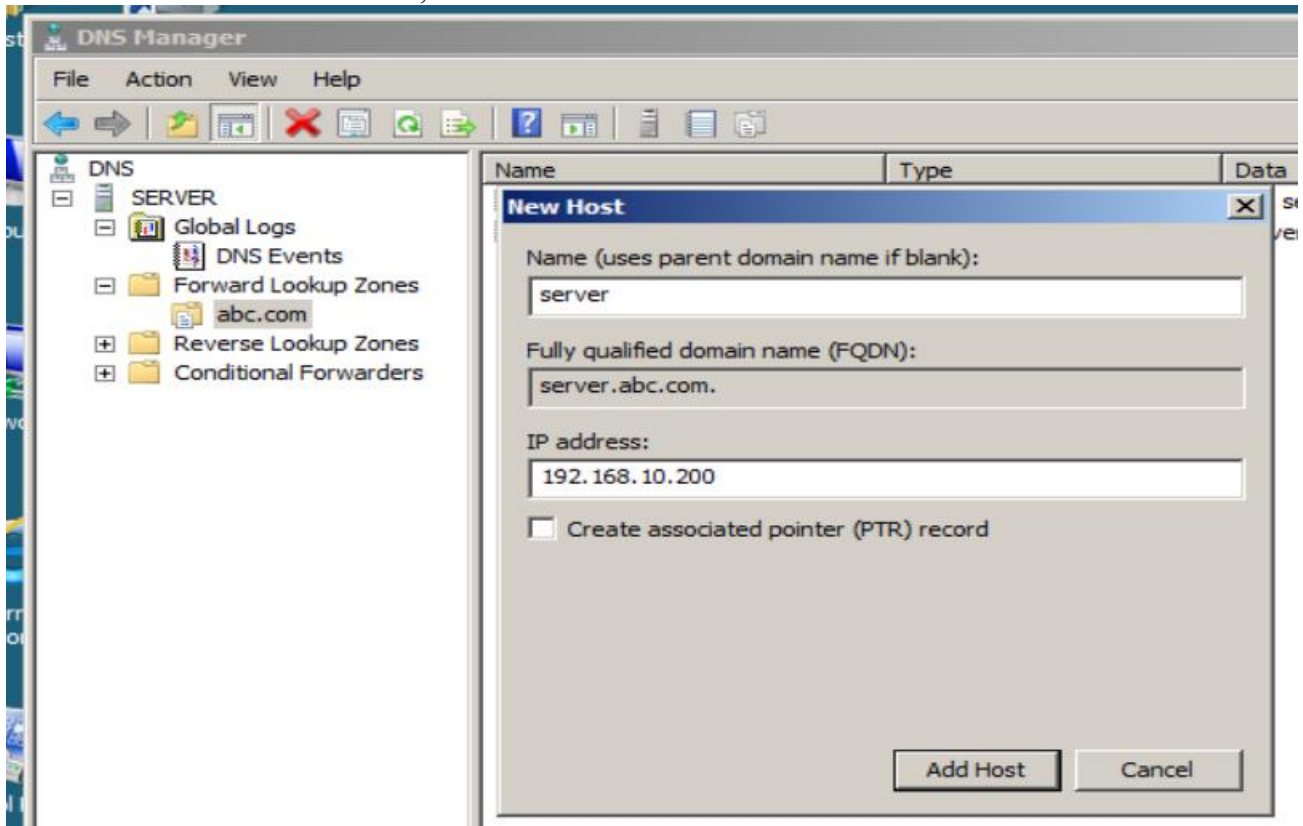 DNS Manager
File Action View Help
DNS
SERVER
Global Logs
DNS Events
Forward Lookup Zones
abc.com
Reverse Lookup Zones
Conditional Forwarders
Name Type Data
New Host
Name (uses parent domain name if blank):
server
Fully qualified domain name (FQDN):
server.abc.com.
IP address:
192.168.10.200
Create associated pointer (PTR) record
Add Host Cancel